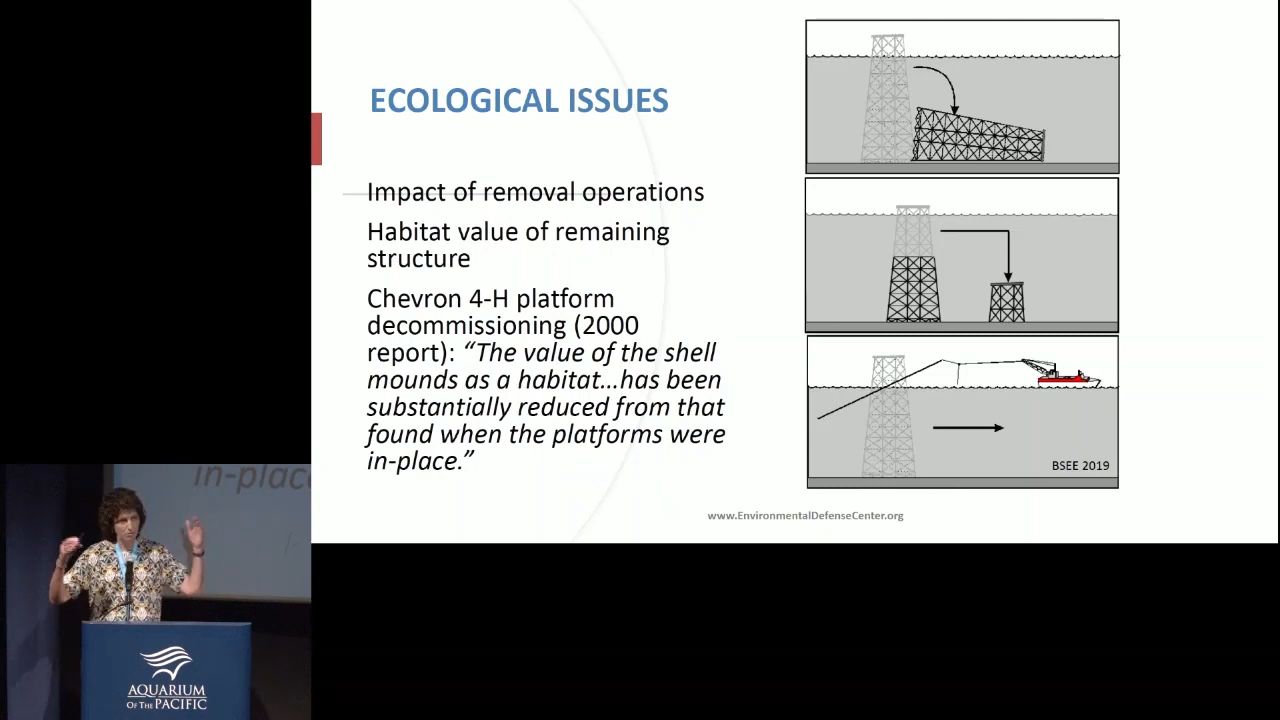 ECOLOGICAL ISSUES
Impact of removal operations
Habitat value of remaining
structure
Chevron 4-H platform
decommissioning (2000
report): “The value of the shell
mounds as a habitat...has been
substantially reduced from that
found when the platforms were
in-place.”
BSEE 2019
www.EnvironmentalDefenseCenter.org
in-plac
AQUARIUM
OF THE PACIFIC